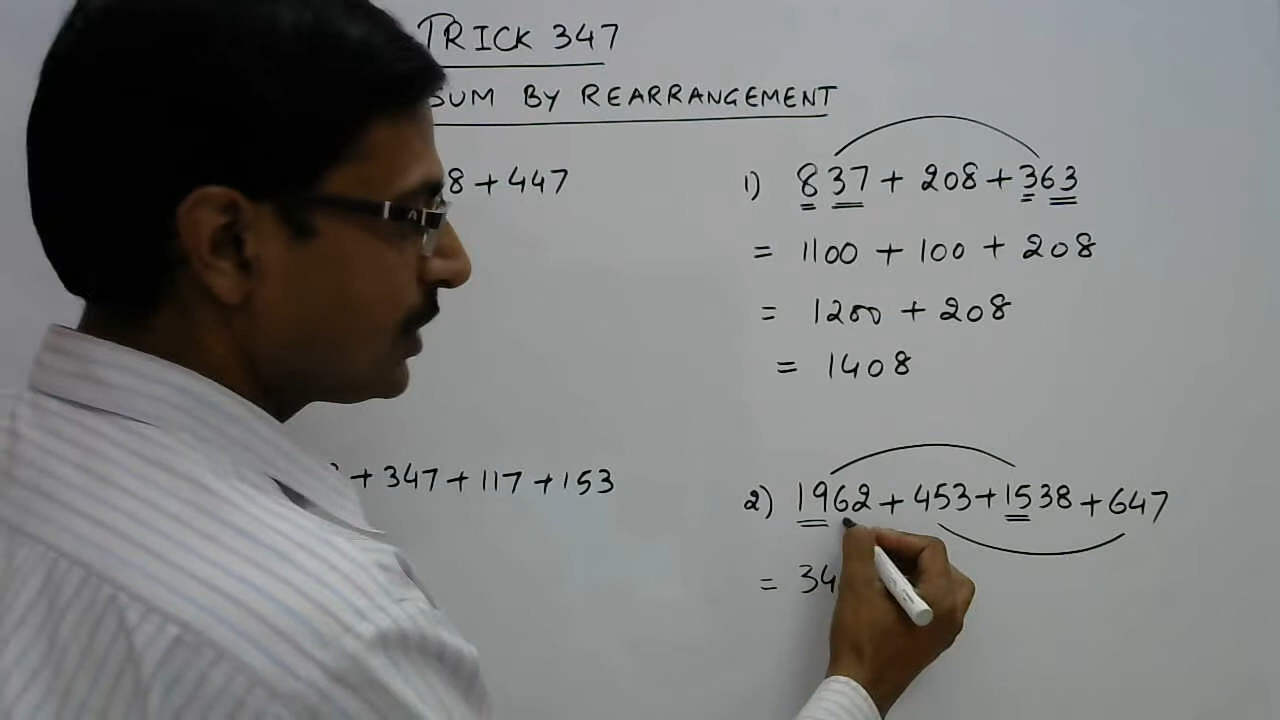 TRICK 347
SUM BY REARRANGEMENT
8 + 447
+ 347 + 117 + 153
1) 837 + 208 + 363
= 1100 + 100 + 208
= 1200 + 208
= 1408
2) 1962 + 453 + 1538 + 647
= 34